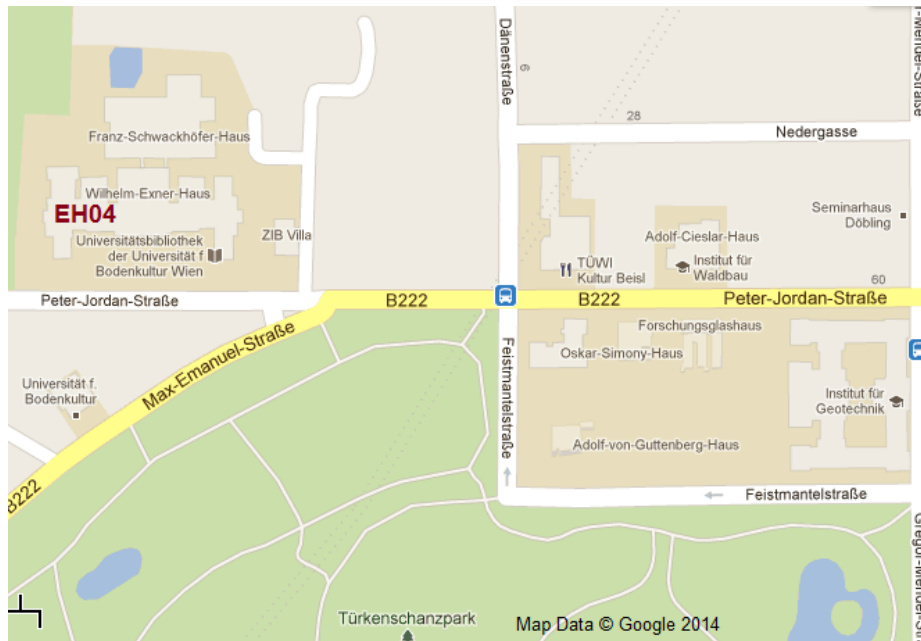 Dänenstraße
6
28
Nedergasse
Franz-Schwackhöfer-Haus
Wilhelm-Exner-Haus
EH04
Universitätsbibliothek
der Universität f.
Bodenkultur Wien
ZIB Villa
Seminarhaus
Döbling
Adolf-Cieslar-Haus
Institut für
Waldbau
TÜWI
Kultur Beisl
60
Peter-Jordan-Straße
B222
B222
Peter-Jordan-Straße
Max-Emanuel-Straße
Forschungsglashaus
Oskar-Simony-Haus
Feistmantelstraße
Universität f.
Bodenkultur
Institut für
Geotechnik
Adolf-von-Guttenberg-Haus
B222
Feistmantelstraße
Türkenschanzpark
Map Data © Google 2014